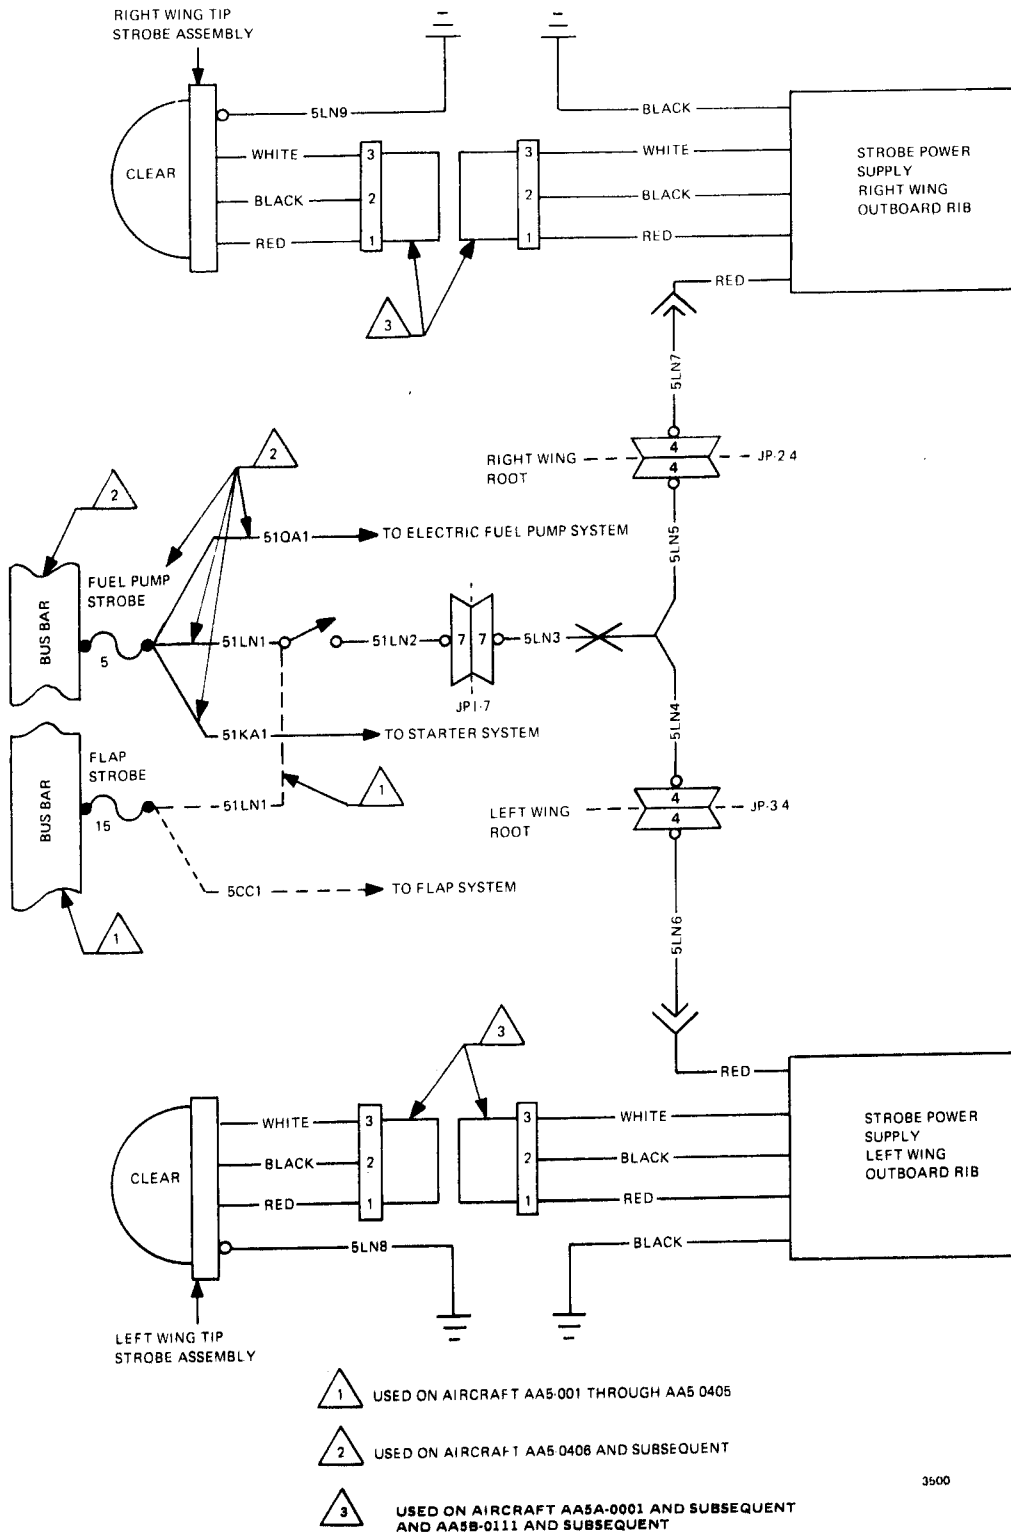 RIGHT WING TIP
STROBE ASSEMBLY
CLEAR
5LN9
WHITE
BLACK
RED
3
2
1
3
2
1
BLACK
WHITE
BLACK
RED
STROBE POWER
SUPPLY
RIGHT WING
OUTBOARD RIB
RED
3
5LN7
RIGHT WING
ROOT
4
4
JP-2 4
5LN5
2
2
BUS BAR
FUEL PUMP
STROBE
5
51QA1
TO ELECTRIC FUEL PUMP SYSTEM
51LN1
51LN2
7
7
JP1-7
5LN3
51KA1
TO STARTER SYSTEM
5LN4
BUS BAR
FLAP
STROBE
15
51LN1
1
5CC1
TO FLAP SYSTEM
1
LEFT WING
ROOT
4
4
JP-3 4
5LN6
3
RED
CLEAR
WHITE
BLACK
RED
5LN8
3
2
1
3
2
1
WHITE
BLACK
RED
BLACK
STROBE POWER
SUPPLY
LEFT WING
OUTBOARD RIB
LEFT WING TIP
STROBE ASSEMBLY
1 USED ON AIRCRAFT AA5-001 THROUGH AA5 0405
2 USED ON AIRCRAFT AA5 0406 AND SUBSEQUENT
3 USED ON AIRCRAFT AA5A-0001 AND SUBSEQUENT
AND AA5B-0111 AND SUBSEQUENT
3500